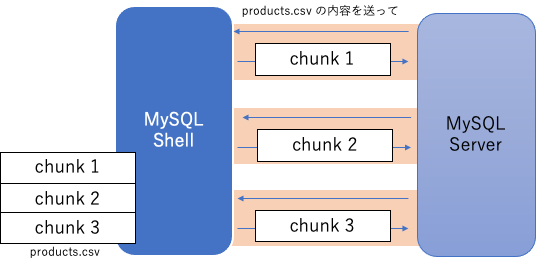 products.csv の内容を送って
chunk 1
MySQL
Shell
chunk 2
MySQL
Server
chunk 1
chunk 2
chunk 3
chunk 3
products.csv